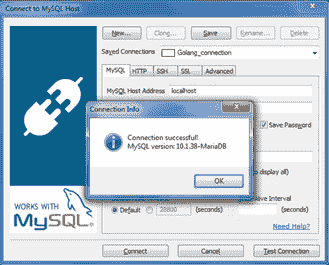 Connect to MySQL Host
New...
Clone...
Save
Rename...
Delete
Saved Connections
Golang_connection
MySQL
HTTP
SSH
SSL
Advanced
MySQL Host Address
localhost
Connection Info
Connection successful!
MySQL version: 10.1.38-MariaDB
OK
Save Password
to display all)
Default
28800
(seconds)
Alive Interval
(seconds)
Need Help?
WORKS WITH
MySQL®
Connect
Cancel
Test Connection